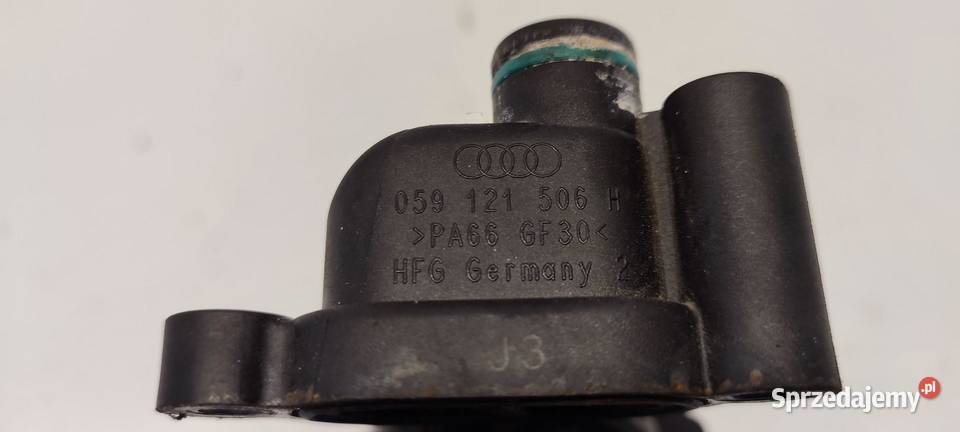 059 121 506 H
>PA66 GF30<
HFG Germany 2
J3
Sprzedajemy.pl